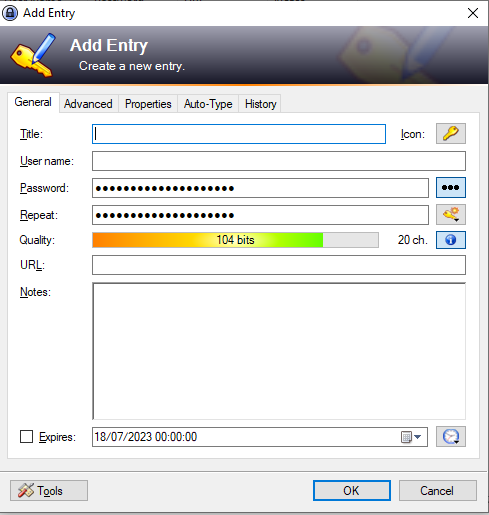 Add Entry
Add Entry
Create a new entry.
General Advanced Properties Auto-Type History
Title: Icon:
User name:
Password: ●●●●●●●●●●●●●●●●●●●●
Repeat: ●●●●●●●●●●●●●●●●●●●●
Quality: 104 bits 20 ch.
URL:
Notes:
Expires: 18/07/2023 00:00:00
Tools OK Cancel